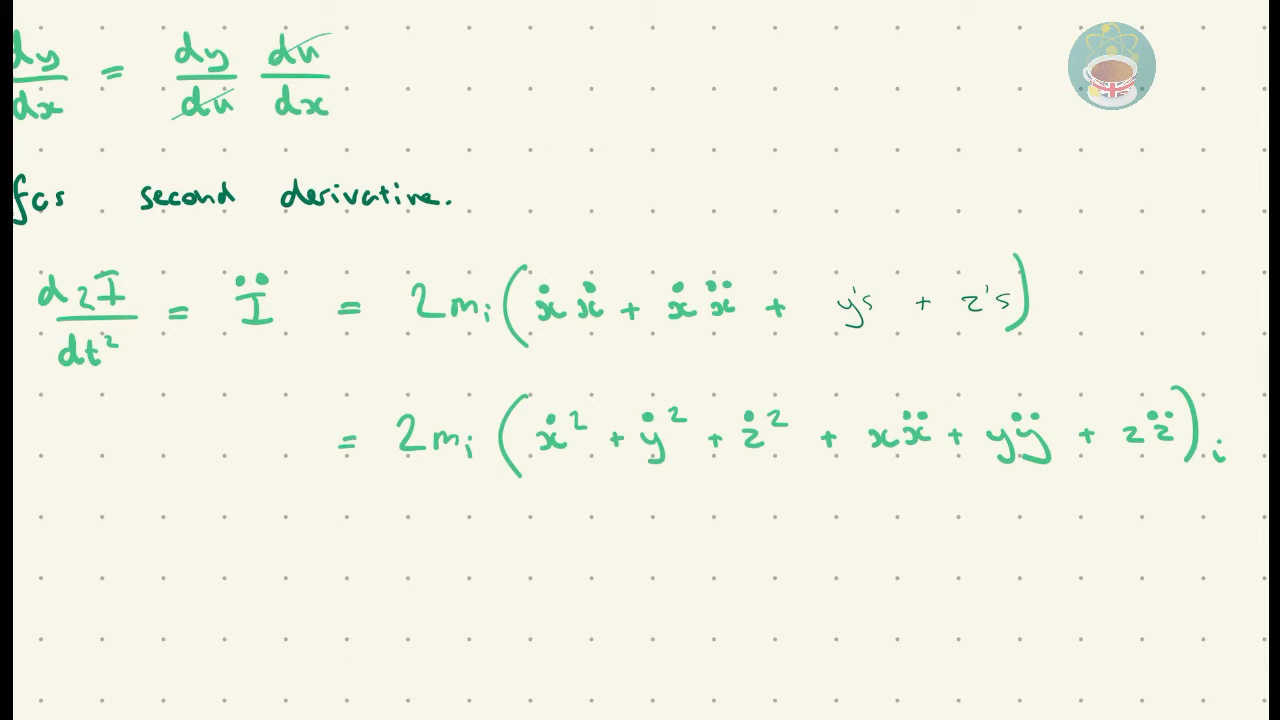 dy/dx = dy/du du/dx
for second derivative.
d₂I/dt² = Ï = 2mᵢ(ẋẋ + ẋẍ + y's + z's)
= 2mᵢ(ẋ² + ẏ² + ż² + xẍ + yÿ + zz̈)ᵢ